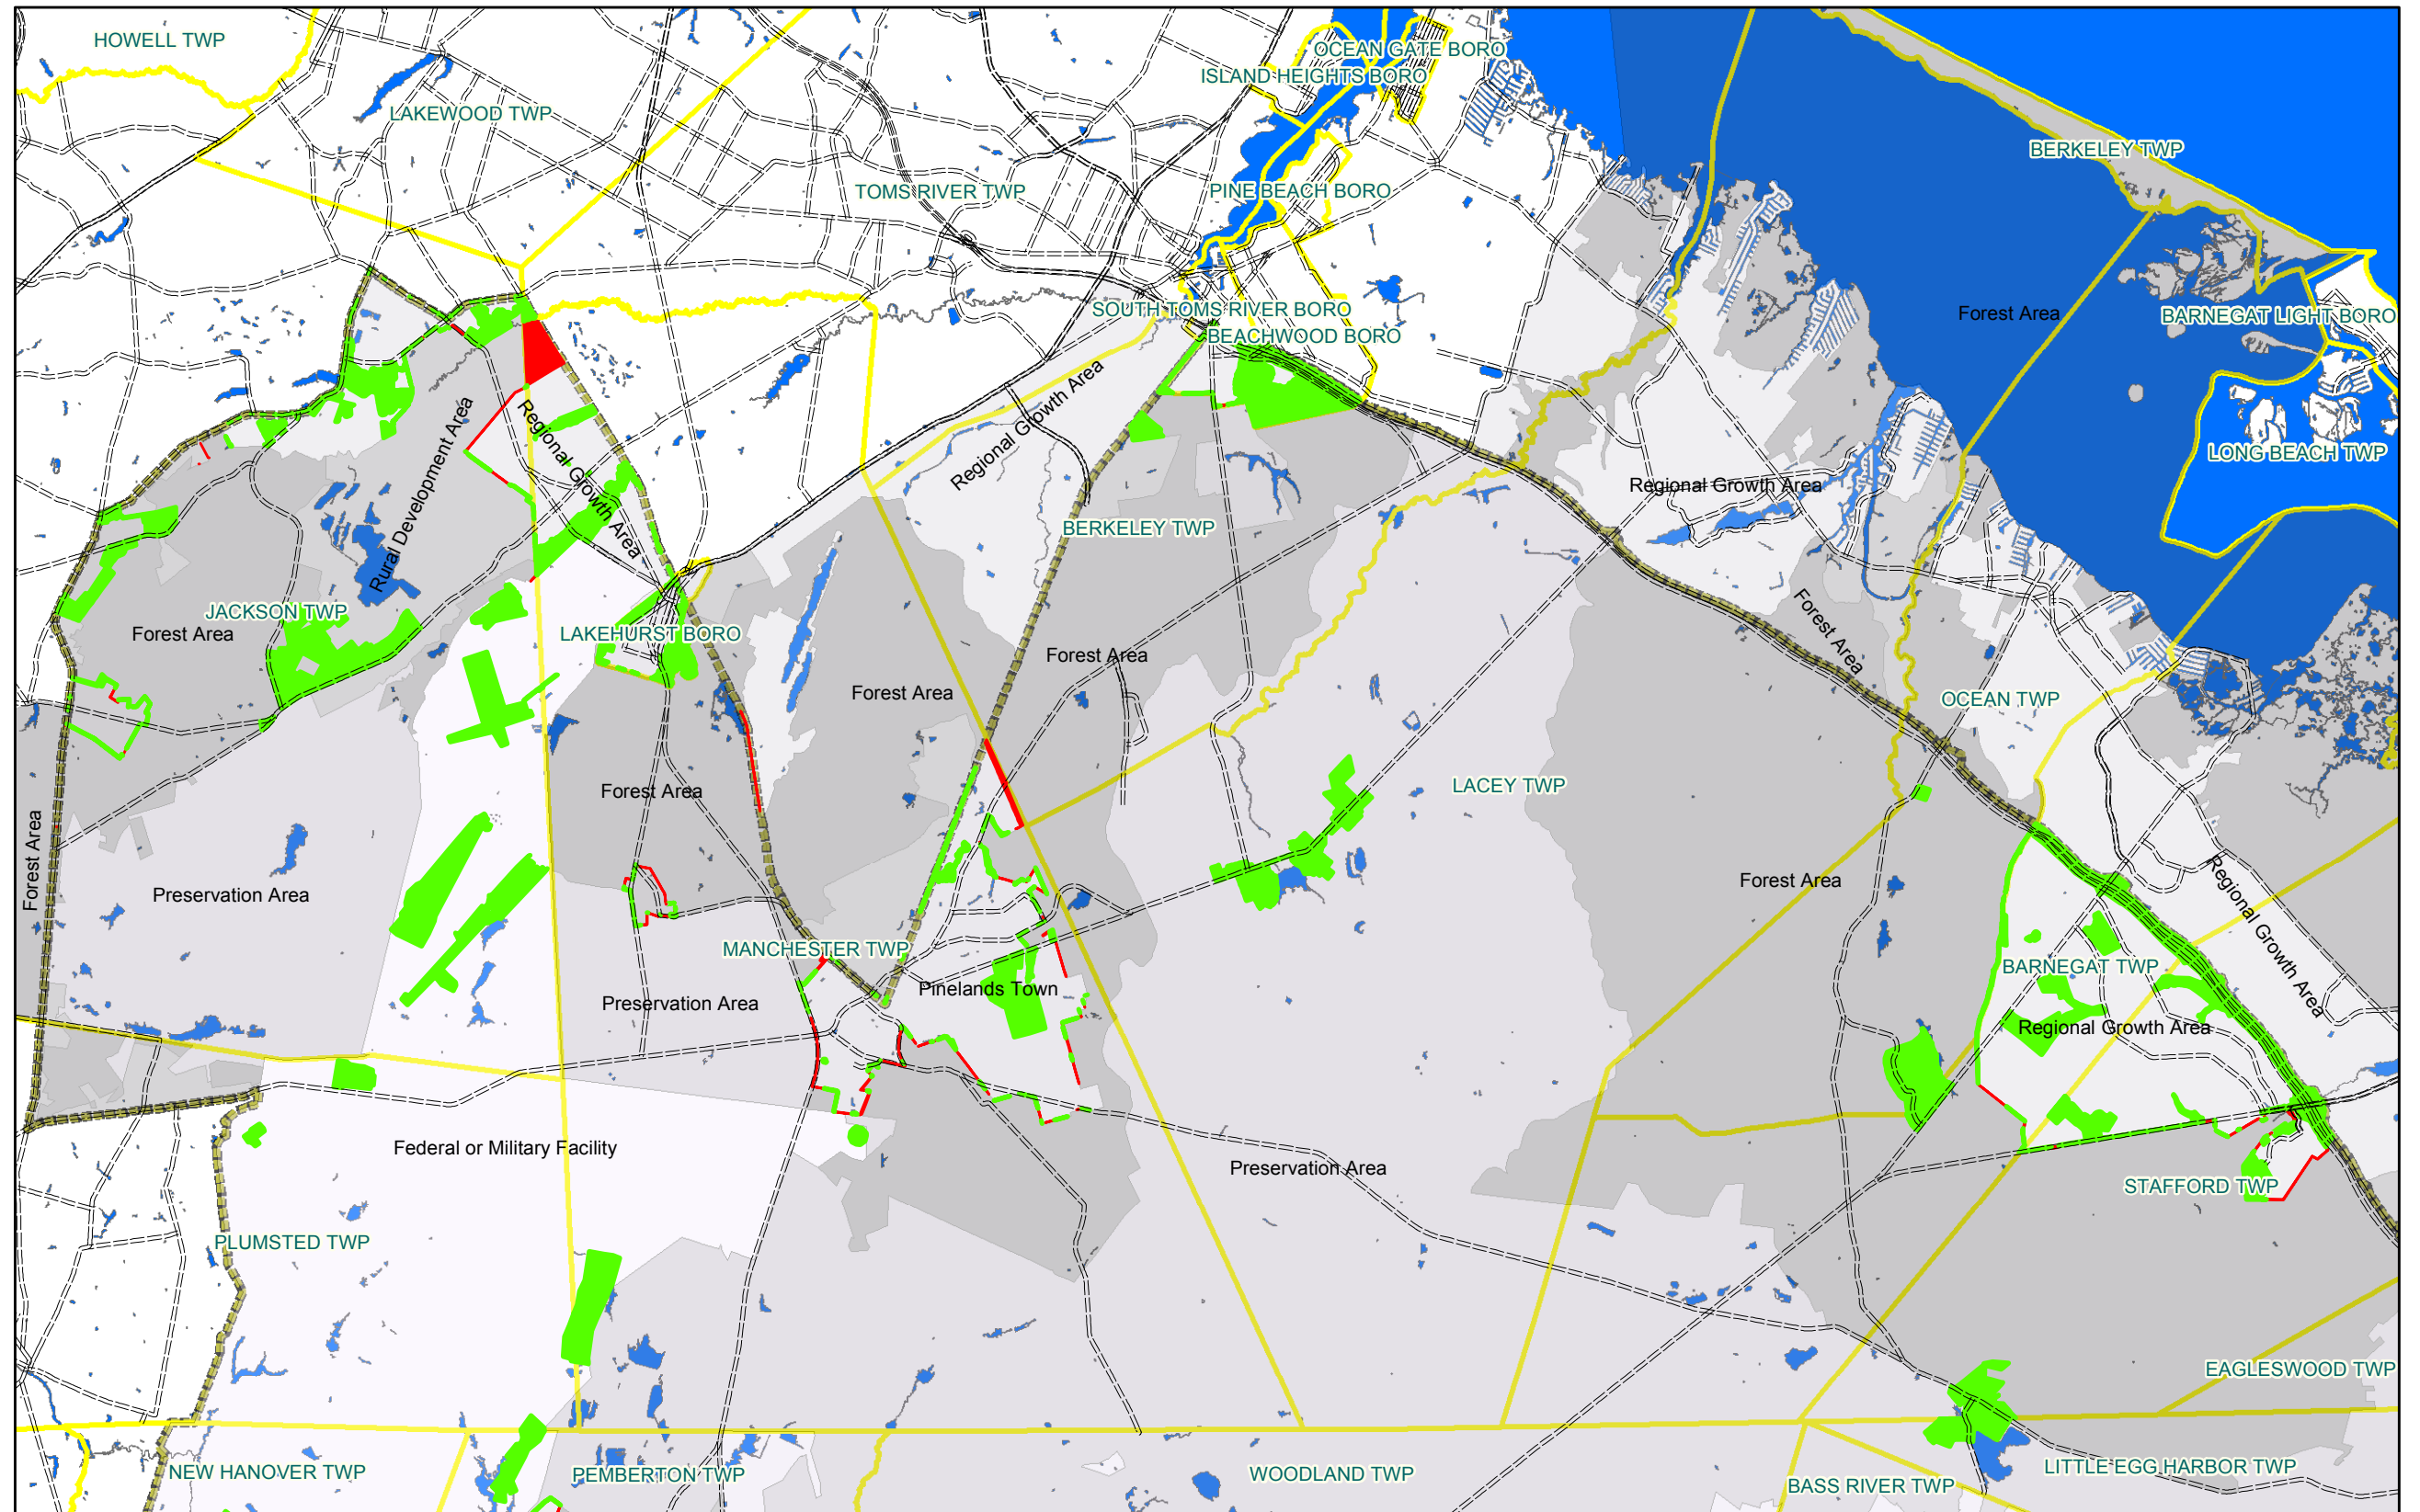 HOWELL TWP
OCEAN GATE BORO
ISLAND HEIGHTS BORO
LAKEWOOD TWP
BERKELEY TWP
TOMS RIVER TWP
PINE BEACH BORO
SOUTH TOMS RIVER BORO
Forest Area
BARNEGAT LIGHT BORO
BEACHWOOD BORO
Regional Growth Area
Rural Development Area
Regional Growth Area
LONG BEACH TWP
Regional Growth Area
BERKELEY TWP
JACKSON TWP
Forest Area
LAKEHURST BORO
Forest Area
Forest Area
Forest Area
OCEAN TWP
Forest Area
LACEY TWP
Forest Area
Preservation Area
Forest Area
Regional Growth Area
MANCHESTER TWP
BARNEGAT TWP
Preservation Area
Pinelands Town
Regional Growth Area
Federal or Military Facility
Preservation Area
STAFFORD TWP
PLUMSTED TWP
EAGLESWOOD TWP
NEW HANOVER TWP
PEMBERTON TWP
WOODLAND TWP
LITTLE EGG HARBOR TWP
BASS RIVER TWP